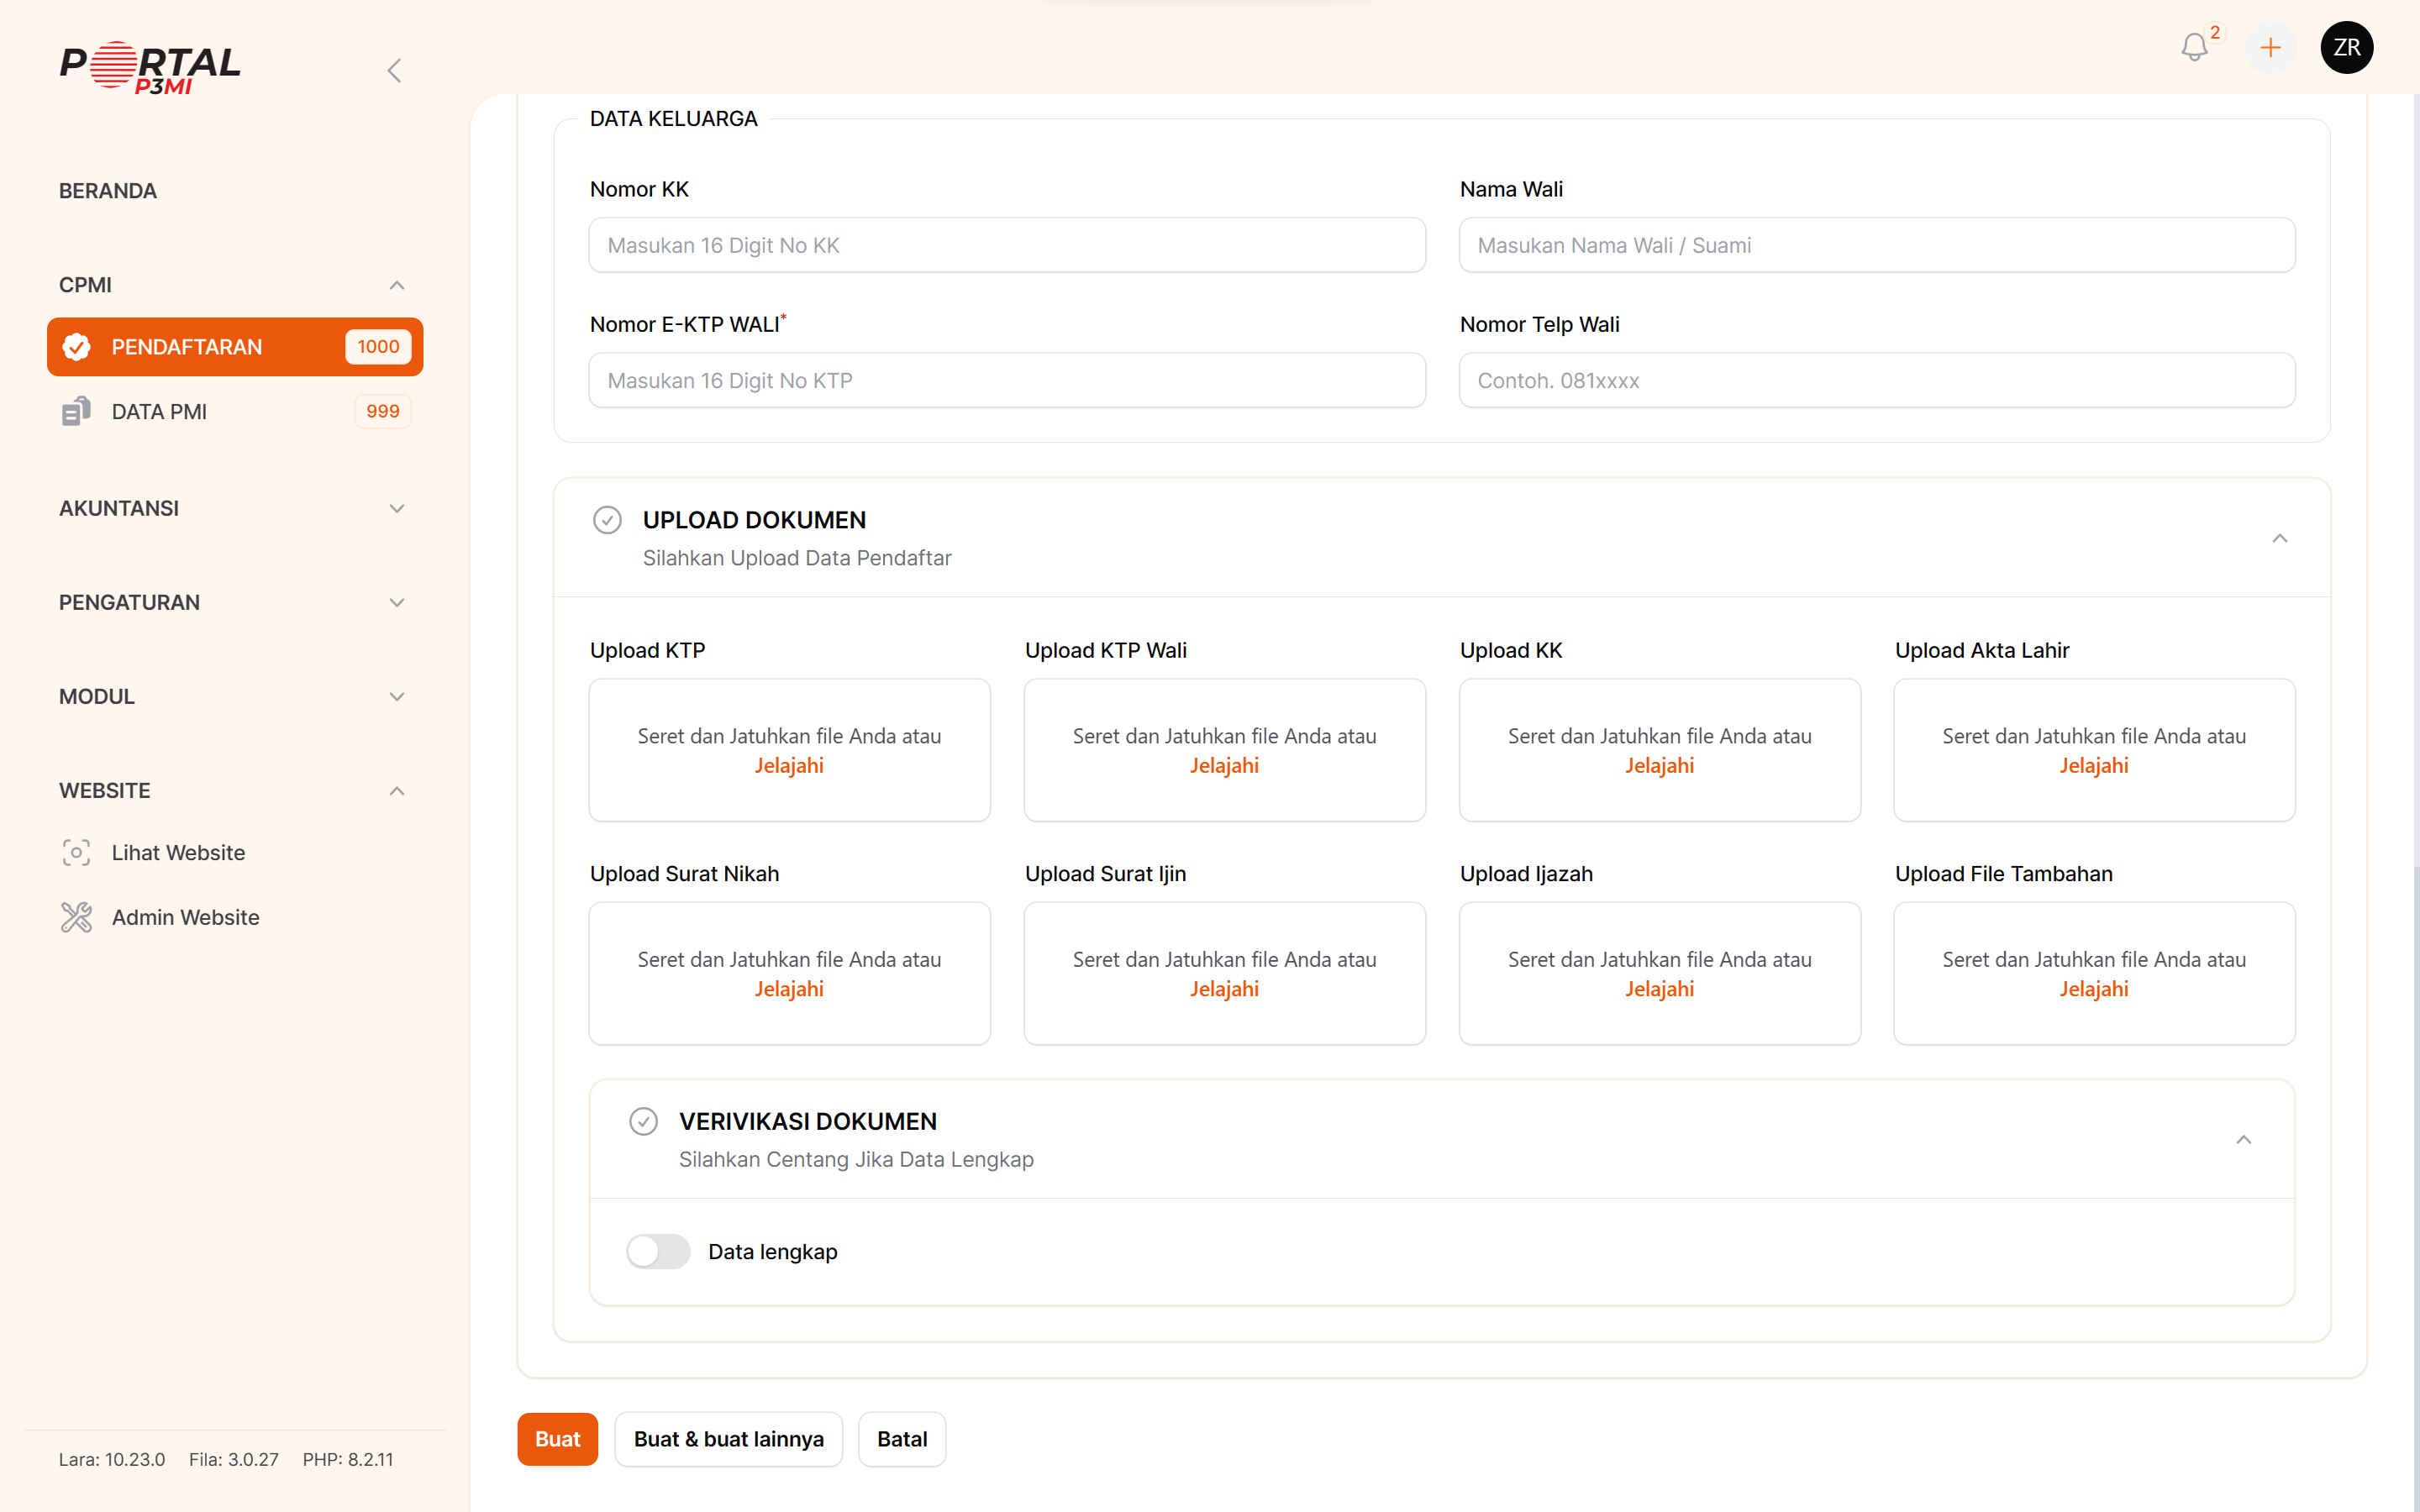 PORTAL
P3MI
2
ZR
BERANDA
CPMI
PENDAFTARAN 1000
DATA PMI 999
AKUNTANSI
PENGATURAN
MODUL
WEBSITE
Lihat Website
Admin Website
Lara: 10.23.0 Fila: 3.0.27 PHP: 8.2.11
DATA KELUARGA
Nomor KK
Masukan 16 Digit No KK
Nama Wali
Masukan Nama Wali / Suami
Nomor E-KTP WALI*
Masukan 16 Digit No KTP
Nomor Telp Wali
Contoh. 081xxxx
UPLOAD DOKUMEN
Silahkan Upload Data Pendaftar
Upload KTP
Seret dan Jatuhkan file Anda atau
Jelajahi
Upload KTP Wali
Seret dan Jatuhkan file Anda atau
Jelajahi
Upload KK
Seret dan Jatuhkan file Anda atau
Jelajahi
Upload Akta Lahir
Seret dan Jatuhkan file Anda atau
Jelajahi
Upload Surat Nikah
Seret dan Jatuhkan file Anda atau
Jelajahi
Upload Surat Ijin
Seret dan Jatuhkan file Anda atau
Jelajahi
Upload Ijazah
Seret dan Jatuhkan file Anda atau
Jelajahi
Upload File Tambahan
Seret dan Jatuhkan file Anda atau
Jelajahi
VERIVIKASI DOKUMEN
Silahkan Centang Jika Data Lengkap
Data lengkap
Buat
Buat & buat lainnya
Batal